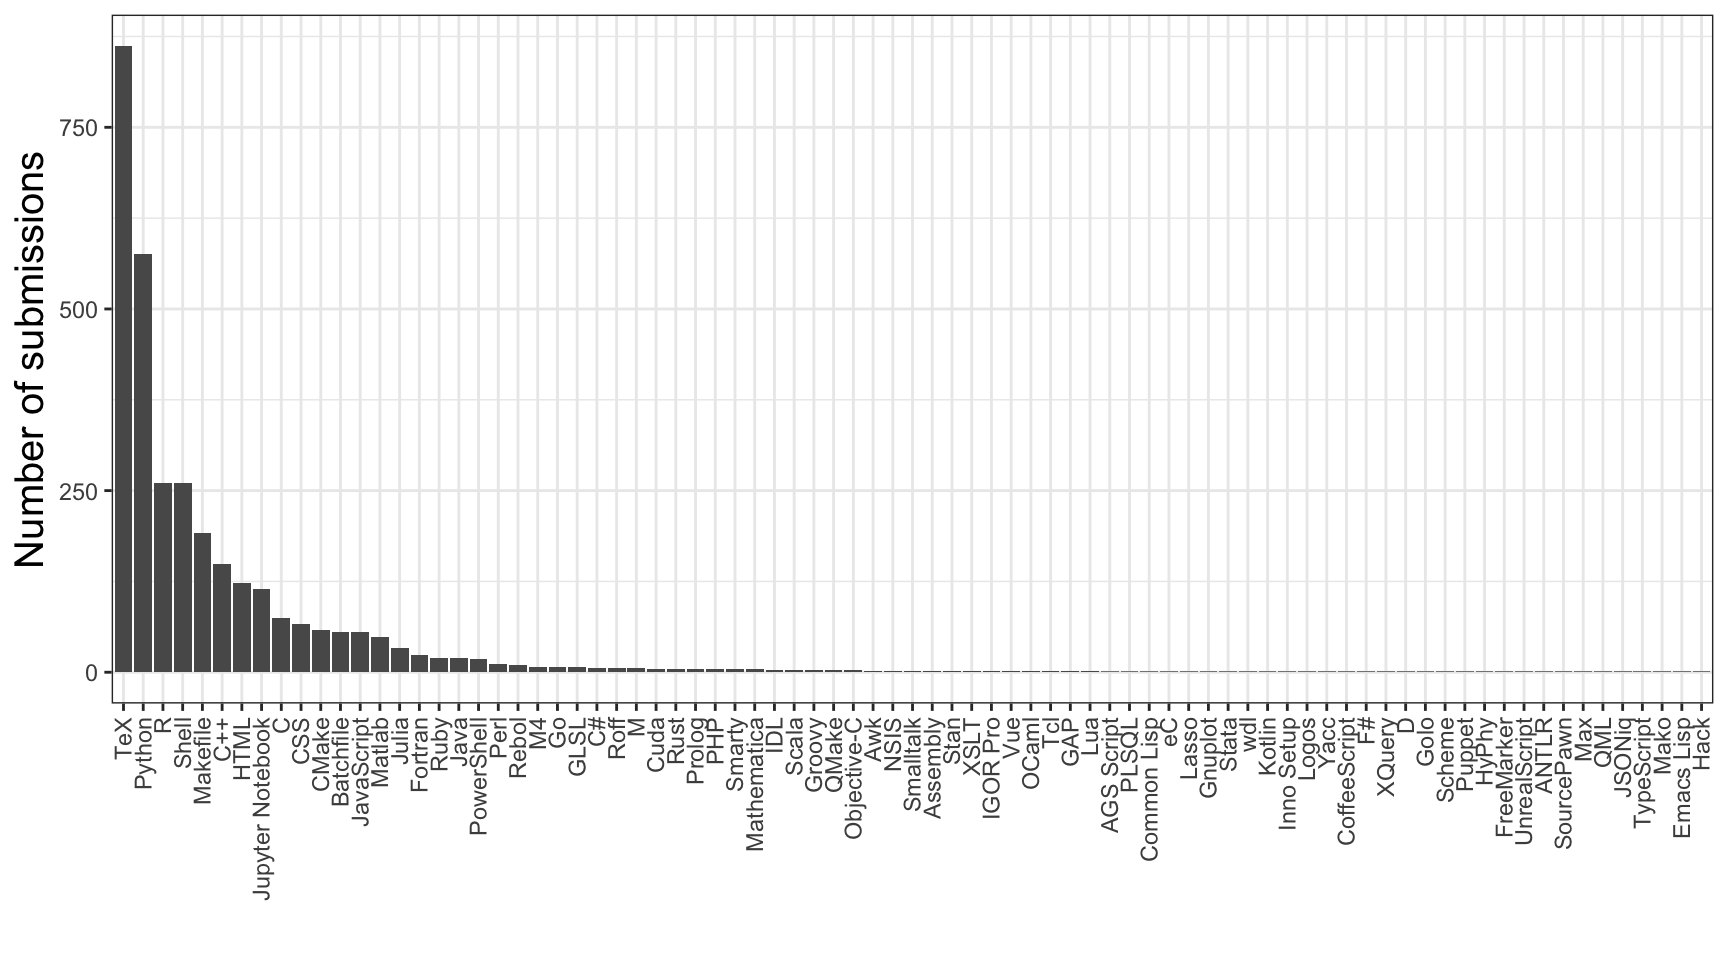 Number of submissions
750
500
250
0
TeX
Python
R
Shell
Makefile
C++
HTML
Jupyter Notebook
C
CSS
CMake
Batchfile
JavaScript
Matlab
Julia
Fortran
Ruby
Java
PowerShell
Perl
Rebol
M4
Go
GLSL
C#
Roff
M
Cuda
Rust
Prolog
PHP
Smarty
Mathematica
IDL
Scala
Groovy
QMake
Objective-C
Awk
NSIS
Smalltalk
Assembly
Stan
XSLT
IGOR Pro
Vue
OCaml
Tcl
GAP
Lua
AGS Script
PLSQL
Common Lisp
eC
Lasso
Gnuplot
Stata
wdl
Kotlin
Inno Setup
Logos
Yacc
CoffeeScript
F#
XQuery
D
Golo
Scheme
Puppet
HyPhy
FreeMarker
UnrealScript
ANTLR
SourcePawn
Max
QML
JSONiq
TypeScript
Mako
Emacs Lisp
Hack